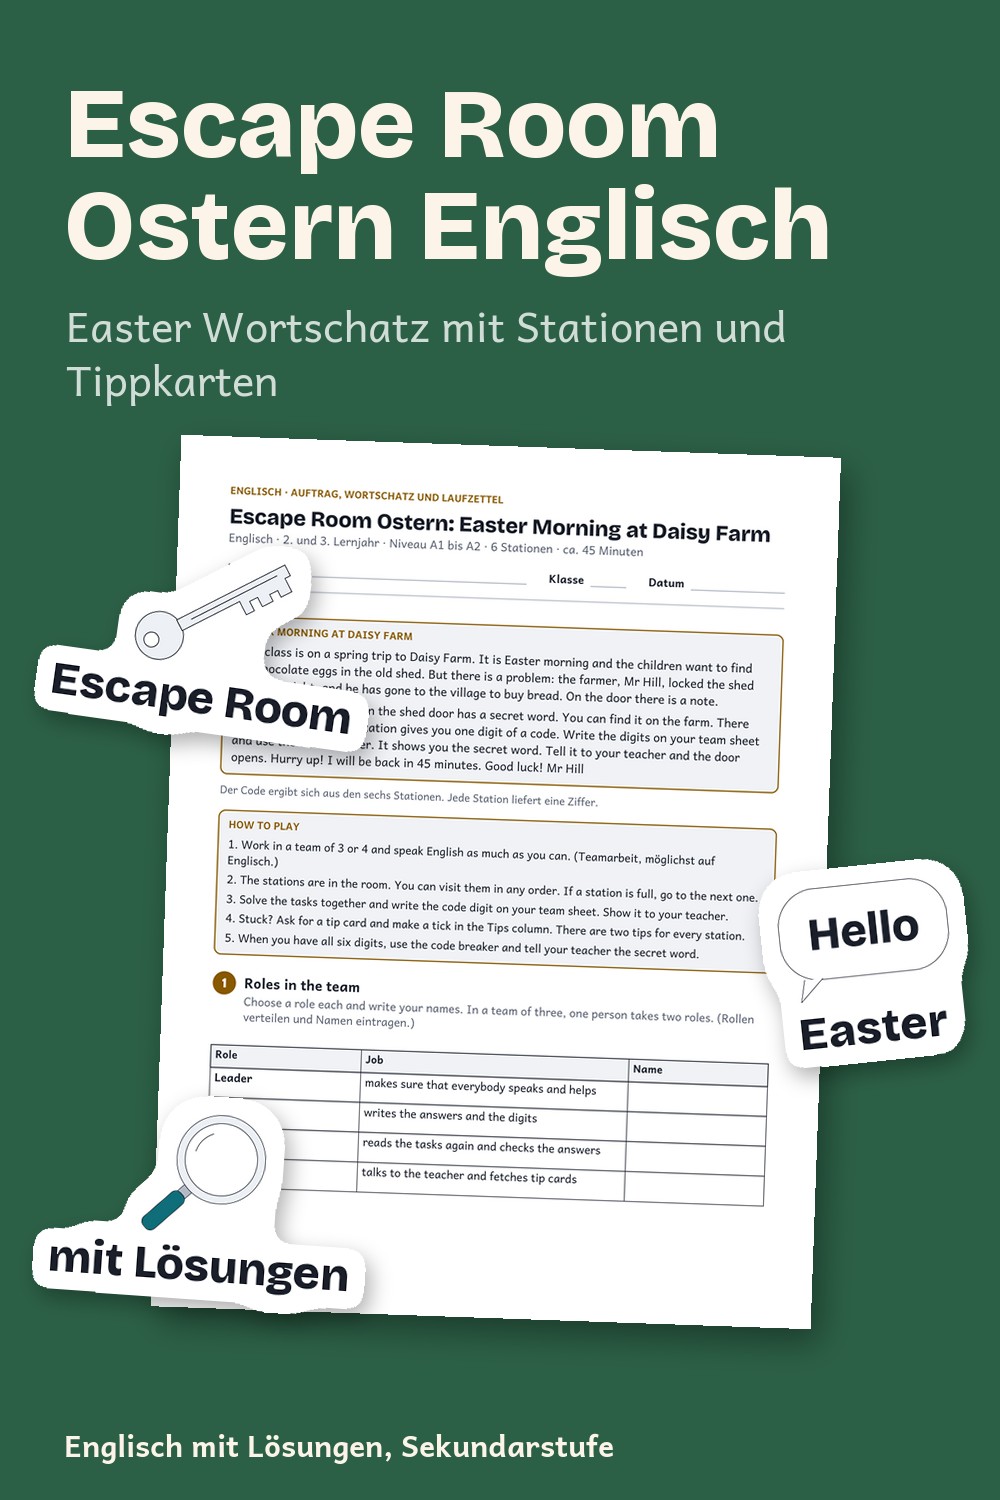 Escape Room
Ostern Englisch
Easter Wortschatz mit Stationen und
Tippkarten
ENGLISCH · AUFTRAG, WORTSCHATZ UND LAUFZETTEL
Escape Room Ostern: Easter Morning at Daisy Farm
Englisch · 2. und 3. Lernjahr · Niveau A1 bis A2 · 6 Stationen · ca. 45 Minuten
Klasse Datum
MORNING AT DAISY FARM
class is on a spring trip to Daisy Farm. It is Easter morning and the children want to find
eggs in the old shed. But there is a problem: the farmer, Mr Hill, locked the shed
and he has gone to the village to buy bread. On the door there is a note.
Escape Room
in the shed door has a secret word. You can find it on the farm. There
gives you one digit of a code. Write the digits on your team sheet
It shows you the secret word. Tell it to your teacher and the door
opens. Hurry up! I will be back in 45 minutes. Good luck! Mr Hill
Der Code ergibt sich aus den sechs Stationen. Jede Station liefert eine Ziffer.
HOW TO PLAY
1. Work in a team of 3 or 4 and speak English as much as you can. (Teamarbeit, möglichst auf
Englisch.)
2. The stations are in the room. You can visit them in any order. If a station is full, go to the next one.
3. Solve the tasks together and write the code digit on your team sheet. Show it to your teacher.
4. Stuck? Ask for a tip card and make a tick in the Tips column. There are two tips for every station.
5. When you have all six digits, use the code breaker and tell your teacher the secret word.
Hello
Easter
1 Roles in the team
Choose a role each and write your names. In a team of three, one person takes two roles. (Rollen
verteilen und Namen eintragen.)
Role Job Name
Leader makes sure that everybody speaks and helps
writes the answers and the digits
reads the tasks again and checks the answers
talks to the teacher and fetches tip cards
mit Lösungen
Englisch mit Lösungen, Sekundarstufe